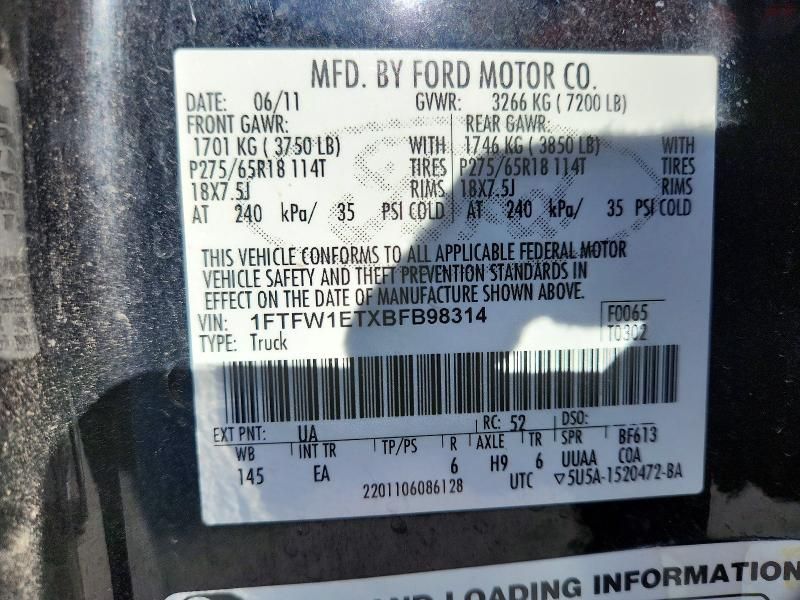 MFD. BY FORD MOTOR CO.
DATE: 06/11 GVWR: 3266 KG ( 7200 LB)
FRONT GAWR: REAR GAWR:
1701 KG ( 3750 LB) WITH 1746 KG ( 3850 LB) WITH
P275/65R18 114T TIRES P275/65R18 114T TIRES
18X7.5J RIMS 18X7.5J RIMS
AT 240 kPa/ 35 PSI COLD AT 240 kPa/ 35 PSI COLD
THIS VEHICLE CONFORMS TO ALL APPLICABLE FEDERAL MOTOR
VEHICLE SAFETY AND THEFT PREVENTION STANDARDS IN
EFFECT ON THE DATE OF MANUFACTURE SHOWN ABOVE.
VIN: 1FTFW1ETXBFB98314 F0065
TYPE: Truck T0302
EXT PNT: UA RC: 52 DSO:
WB INT TR TP/PS R AXLE TR SPR BF613
145 EA 6 H9 6 UUAA COA
2201106086128 UTC ▽5U5A-1520472-BA
AND LOADING INFORMATION